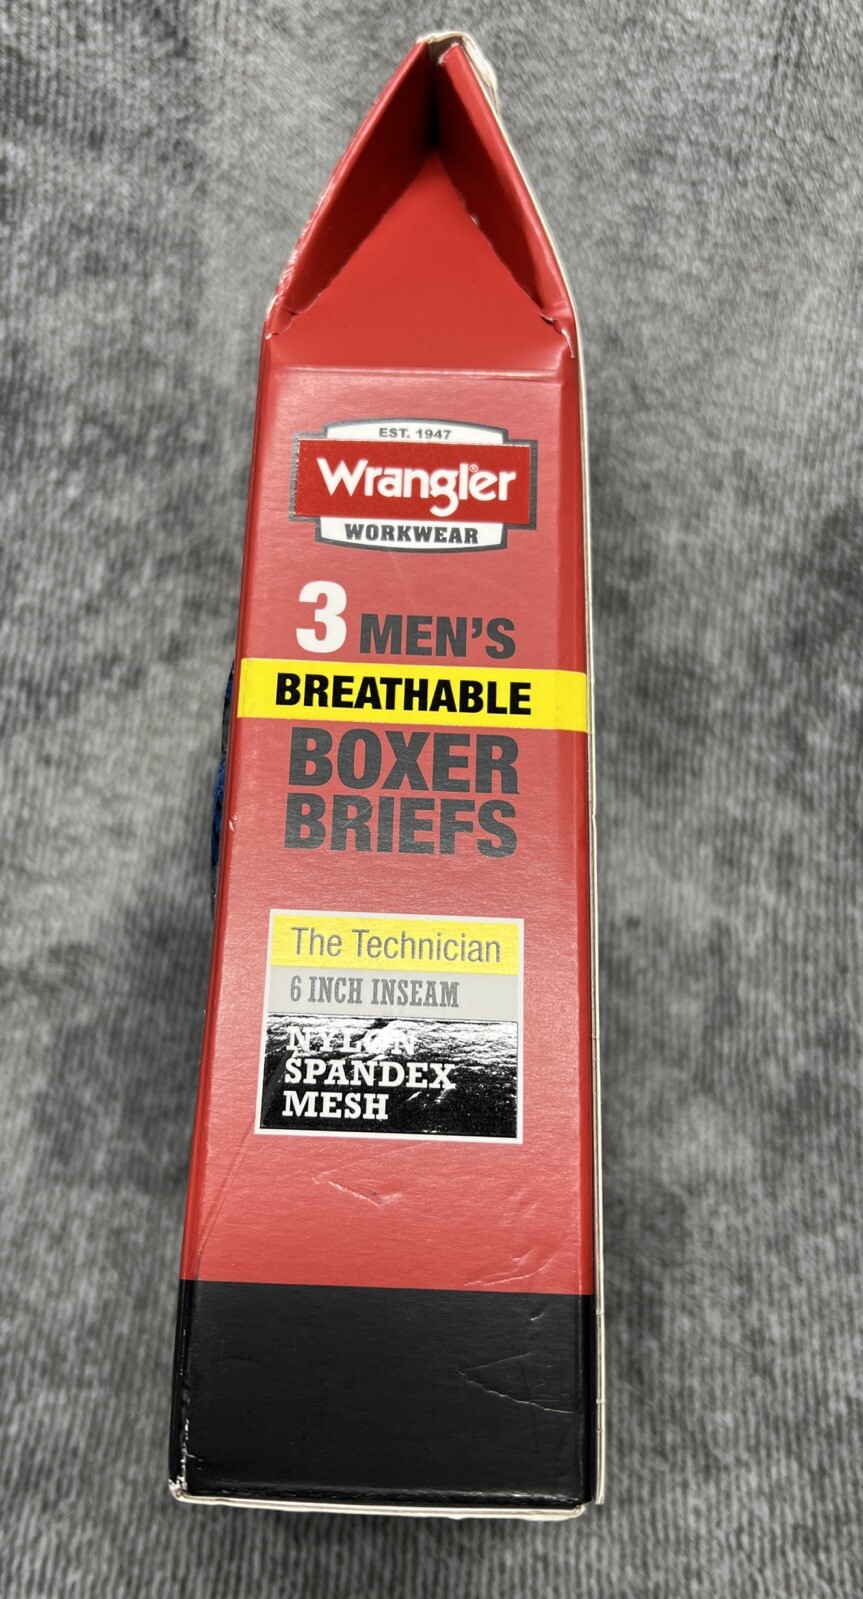 EST. 1947
Wrangler®
WORKWEAR
3 MEN'S
BREATHABLE
BOXER
BRIEFS
The Technician
6 INCH INSEAM
NYLON
SPANDEX
MESH